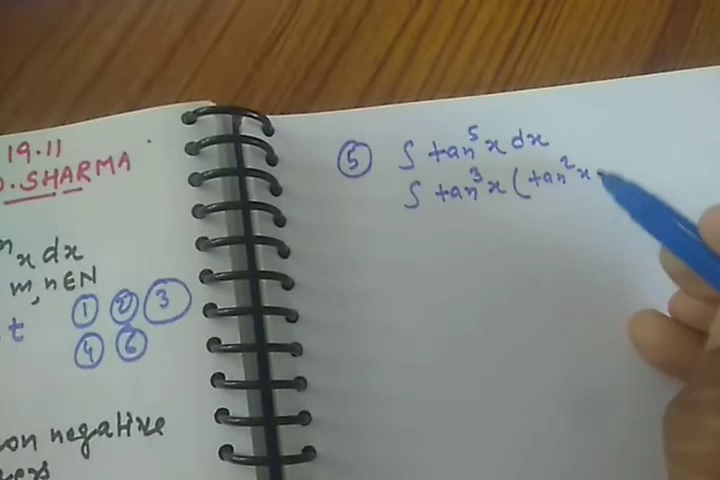 19.11
D. SHARMA
x dx
m, n ∈ N
t ① ② ③
④ ⑥
on negative
⑤ ∫ tan⁵x dx
∫ tan³x (tan²x